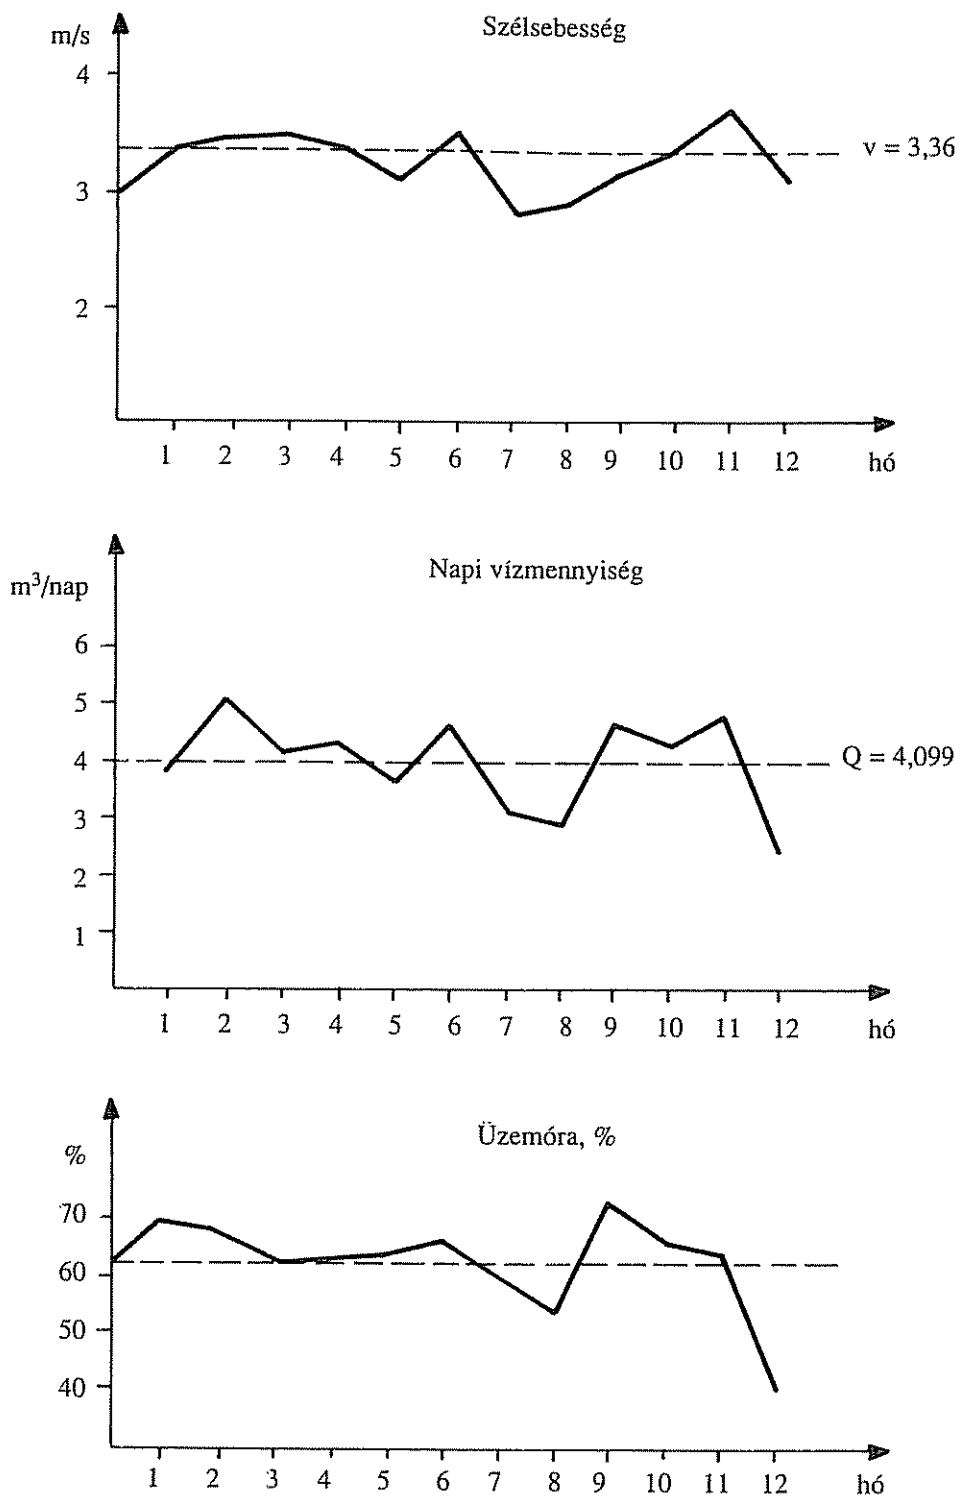 Szélsebesség
m/s
4
v = 3,36
3
2
1 2 3 4 5 6 7 8 9 10 11 12 hó
Napi vízmennyiség
m³/nap
6
5
4
Q = 4,099
3
2
1
1 2 3 4 5 6 7 8 9 10 11 12 hó
Üzemóra, %
%
70
60
50
40
1 2 3 4 5 6 7 8 9 10 11 12 hó